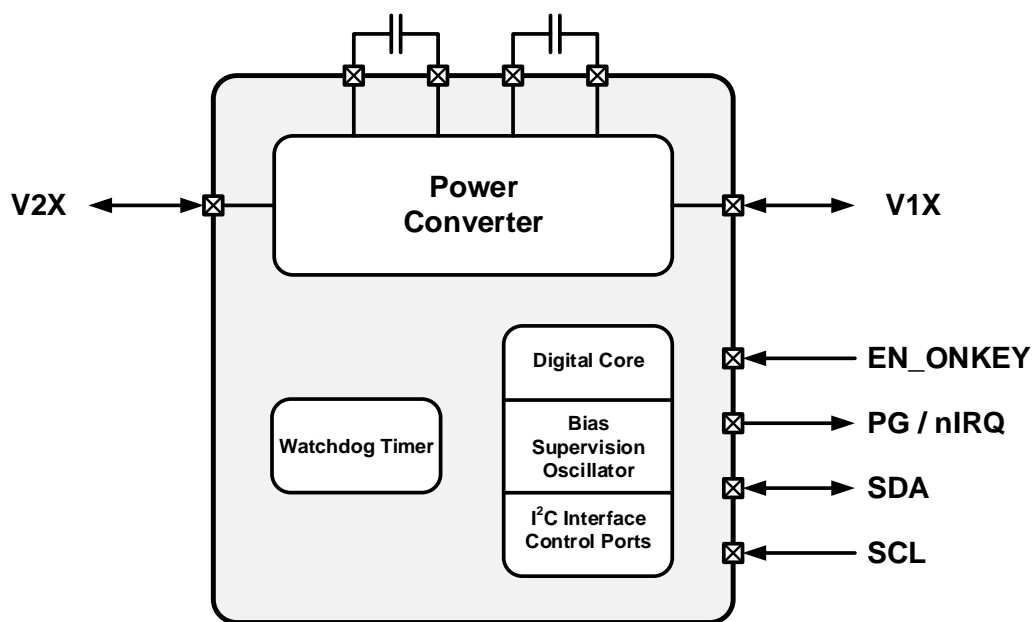 Power
Converter
V2X
V1X
Digital Core
EN_ONKEY
Bias
Supervision
Oscillator
PG / nIRQ
Watchdog Timer
SDA
I²C Interface
Control Ports
SCL